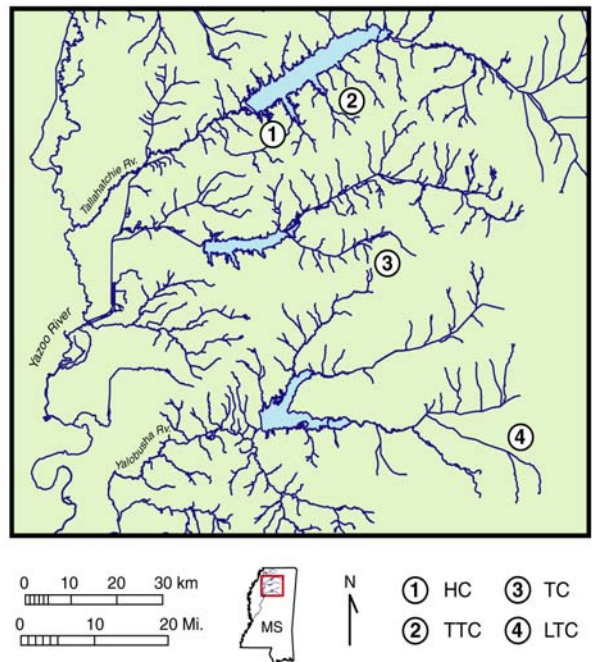 1
2
Tallahatchie Rv.
3
Yazoo River
Yalobusha Rv.
4
0 10 20 30 km
0 10 20 Mi.
MS
N
1 HC
2 TTC
3 TC
4 LTC